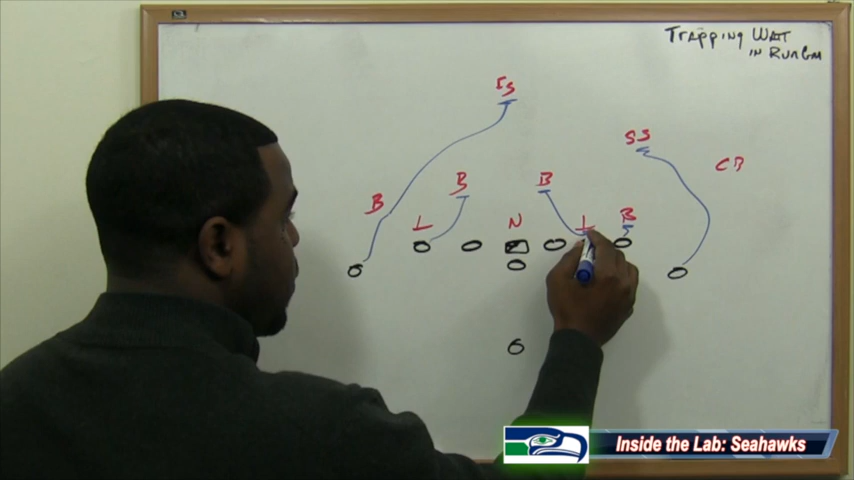 Trapping Watt
in Run Gm
FS
SS
CB
B
B
B
L
N
L
B
Inside the Lab: Seahawks